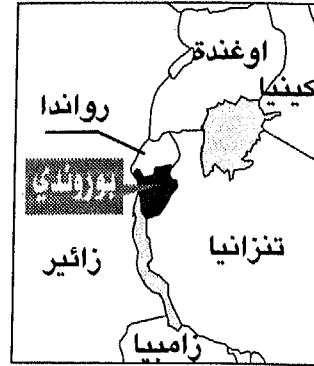 اوغندة
كينيا
رواندا
بوروندي
تنزانيا
زائير
زامبيا